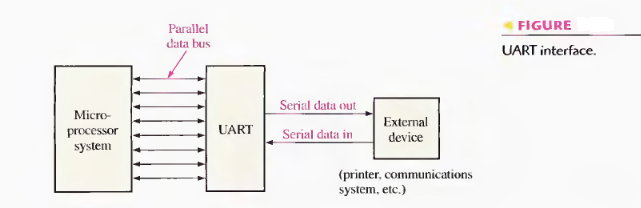 Parallel
data bus
FIGURE
UART interface.
Micro-
processor
system
UART
Serial data out
Serial data in
External
device
(printer, communications
system, etc.)